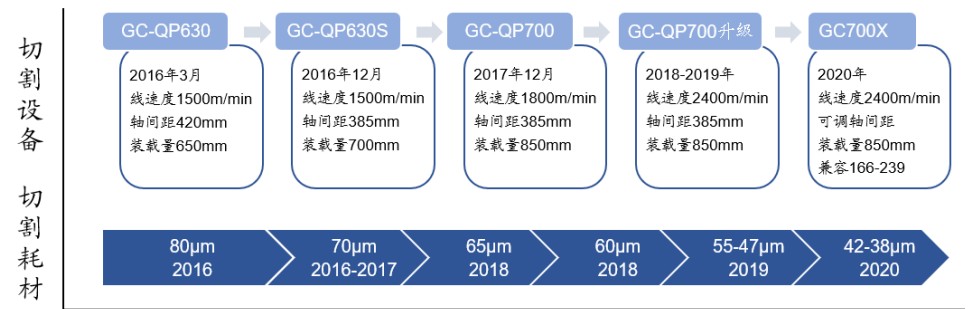 切割设备
GC-QP630
2016年3月
线速度1500m/min
轴间距420mm
装载量650mm
GC-QP630S
2016年12月
线速度1500m/min
轴间距385mm
装载量700mm
GC-QP700
2017年12月
线速度1800m/min
轴间距385mm
装载量850mm
GC-QP700升级
2018-2019年
线速度2400m/min
轴间距385mm
装载量850mm
GC700X
2020年
线速度2400m/min
可调轴间距
装载量850mm
兼容166-239
切割耗材
80μm
2016
70μm
2016-2017
65μm
2018
60μm
2018
55-47μm
2019
42-38μm
2020